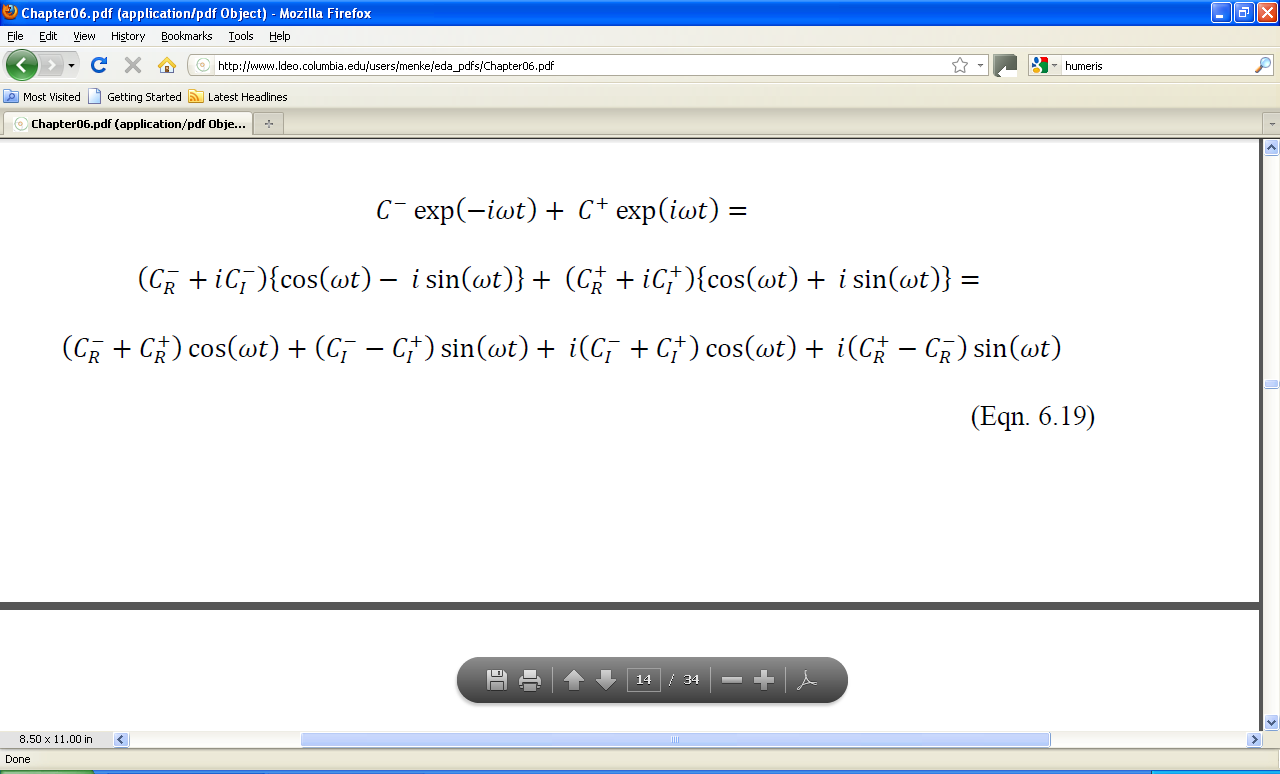 Chapter06.pdf (application/pdf Object) - Mozilla Firefox
File Edit View History Bookmarks Tools Help
http://www.ldeo.columbia.edu/users/menke/eda_pdfs/Chapter06.pdf humeris
Most Visited Getting Started Latest Headlines
Chapter06.pdf (application/pdf Obje...
C⁻ exp(−iωt) + C⁺ exp(iωt) =
(C_R⁻ + iC_I⁻){cos(ωt) − i sin(ωt)} + (C_R⁺ + iC_I⁺){cos(ωt) + i sin(ωt)} =
(C_R⁻ + C_R⁺) cos(ωt) + (C_I⁻ − C_I⁺) sin(ωt) + i(C_I⁻ + C_I⁺) cos(ωt) + i(C_R⁺ − C_R⁻) sin(ωt)
(Eqn. 6.19)
14 / 34
8.50 x 11.00 in
Done